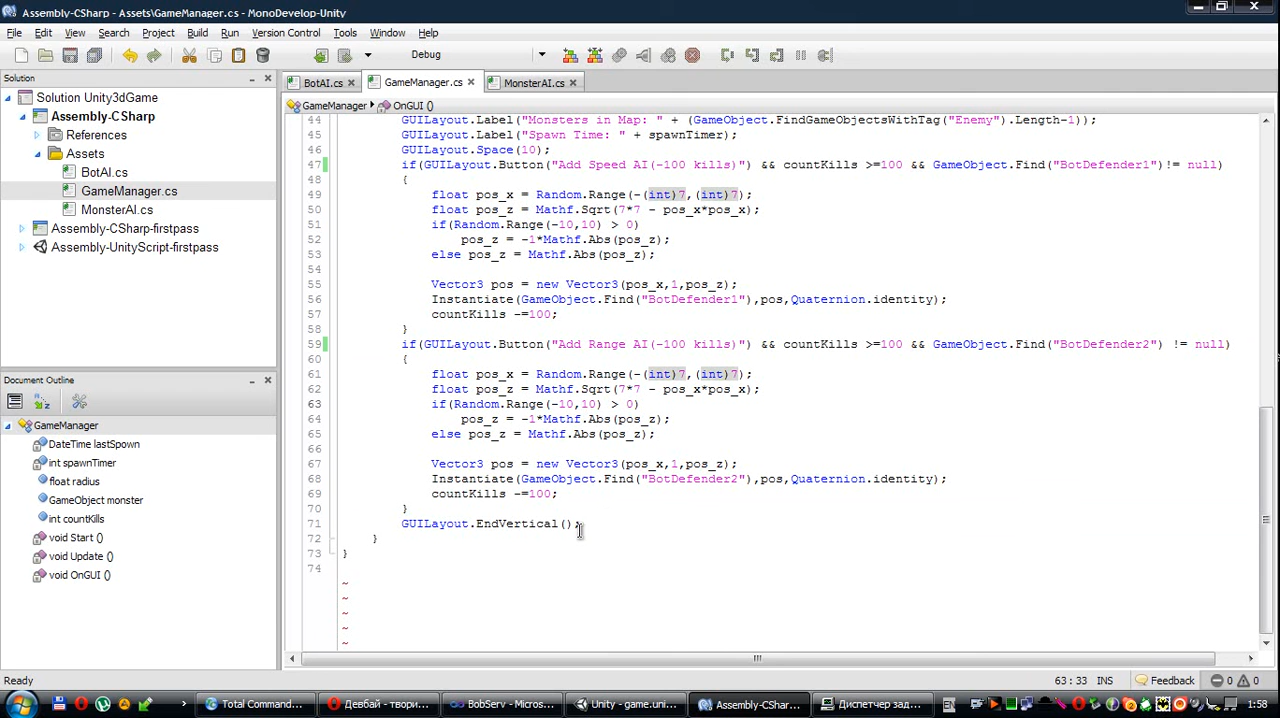 Assembly-CSharp - Assets\GameManager.cs - MonoDevelop-Unity
File Edit View Search Project Build Run Version Control Tools Window Help
Debug
Solution
Solution Unity3dGame
Assembly-CSharp
References
Assets
BotAI.cs
GameManager.cs
MonsterAI.cs
Assembly-CSharp-firstpass
Assembly-UnityScript-firstpass
Document Outline
GameManager
DateTime lastSpown
int spawnTimer
float radius
GameObject monster
int countKills
void Start ()
void Update ()
void OnGUI ()
BotAI.cs GameManager.cs MonsterAI.cs
GameManager OnGUI ()
44 GUILayout.Label("Monsters in Map: " + (GameObject.FindGameObjectsWithTag("Enemy").Length-1));
45 GUILayout.Label("Spawn Time: " + spawnTimer);
46 GUILayout.Space(10);
47 if(GUILayout.Button("Add Speed AI(-100 kills)") && countKills >=100 && GameObject.Find("BotDefender1")!= null)
48 {
49 float pos_x = Random.Range(-(int)7,(int)7);
50 float pos_z = Mathf.Sqrt(7*7 - pos_x*pos_x);
51 if(Random.Range(-10,10) > 0)
52 pos_z = -1*Mathf.Abs(pos_z);
53 else pos_z = Mathf.Abs(pos_z);
54
55 Vector3 pos = new Vector3(pos_x,1,pos_z);
56 Instantiate(GameObject.Find("BotDefender1"),pos,Quaternion.identity);
57 countKills -=100;
58 }
59 if(GUILayout.Button("Add Range AI(-100 kills)") && countKills >=100 && GameObject.Find("BotDefender2") != null)
60 {
61 float pos_x = Random.Range(-(int)7,(int)7);
62 float pos_z = Mathf.Sqrt(7*7 - pos_x*pos_x);
63 if(Random.Range(-10,10) > 0)
64 pos_z = -1*Mathf.Abs(pos_z);
65 else pos_z = Mathf.Abs(pos_z);
66
67 Vector3 pos = new Vector3(pos_x,1,pos_z);
68 Instantiate(GameObject.Find("BotDefender2"),pos,Quaternion.identity);
69 countKills -=100;
70 }
71 GUILayout.EndVertical();
72 }
73 }
74
~
~
~
~
~
Ready 63 : 33 INS Feedback 0 0
Total Comman... Девбай - твори... BobServ - Micros... Unity - game.uni... Assembly-CShar... Диспетчер зад... EN 1:58